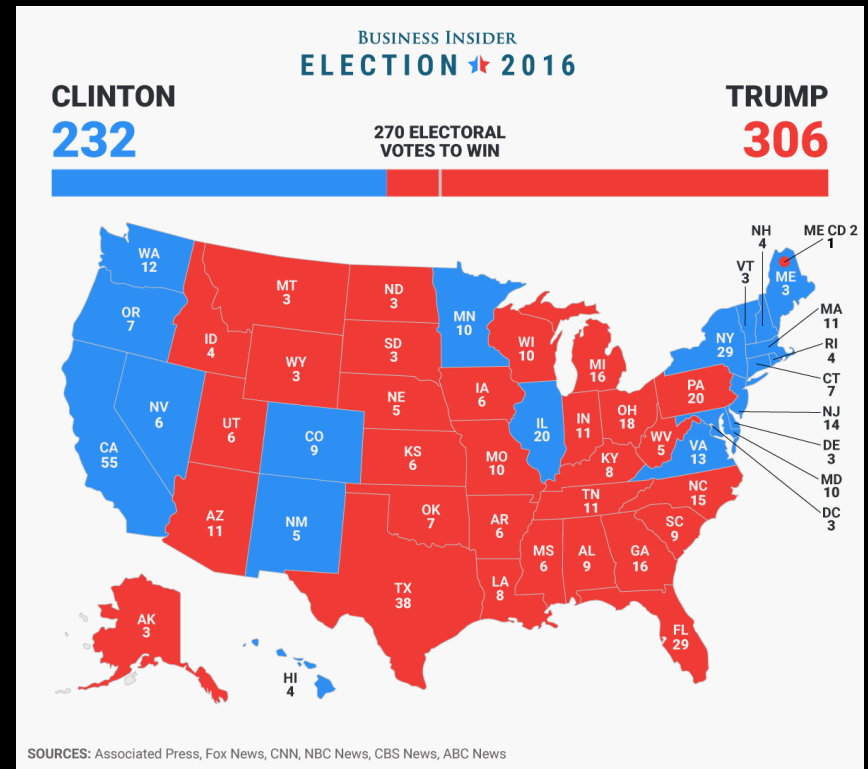 BUSINESS INSIDER
ELECTION 2016
CLINTON
TRUMP
232
270 ELECTORAL
VOTES TO WIN
306
WA
12
OR
7
CA
55
NV
6
ID
4
MT
3
WY
3
UT
6
CO
9
AZ
11
NM
5
ND
3
SD
3
NE
5
KS
6
OK
7
TX
38
MN
10
IA
6
MO
10
AR
6
LA
8
WI
10
IL
20
MI
16
IN
11
OH
18
KY
8
TN
11
MS
6
AL
9
GA
16
FL
29
SC
9
NC
15
VA
13
WV
5
PA
20
NY
29
VT
3
NH
4
ME CD 2
1
ME
3
MA
11
RI
4
CT
7
NJ
14
DE
3
MD
10
DC
3
AK
3
HI
4
SOURCES: Associated Press, Fox News, CNN, NBC News, CBS News, ABC News